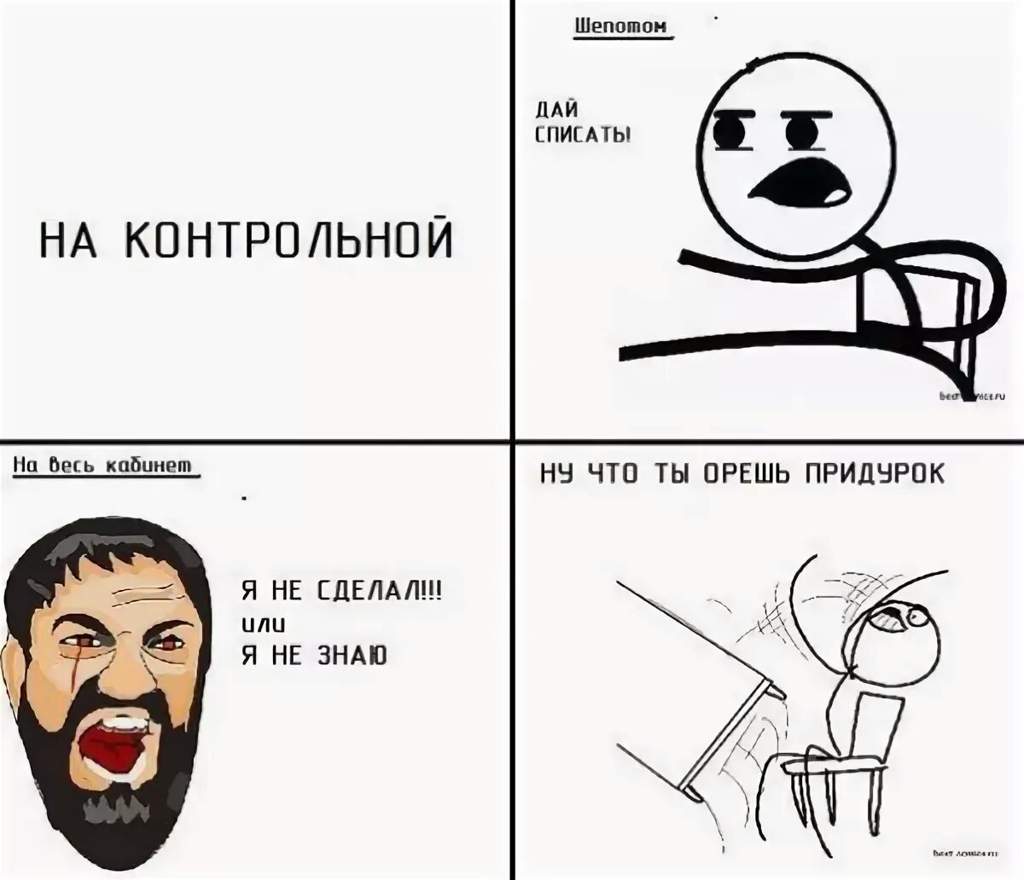 НА КОНТРОЛЬНОЙ
Шепотом
ДАЙ
СПИСАТЬ!
На весь кабинет
Я НЕ СДЕЛАЛ!!!
или
Я НЕ ЗНАЮ
НУ ЧТО ТЫ ОРЕШЬ ПРИДУРОК